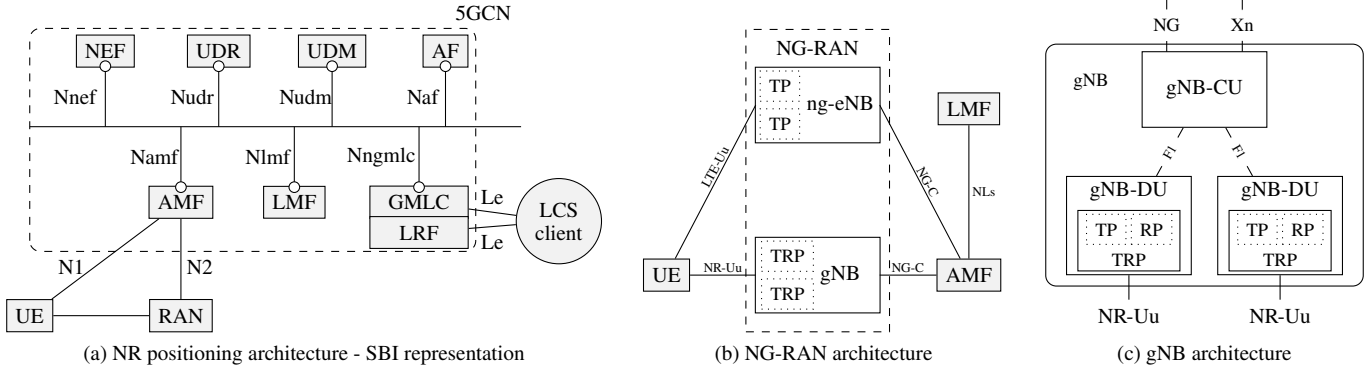 5GCN
NEF UDR UDM AF
Nnef Nudr Nudm Naf
Namf Nlmf Nngmlc
AMF LMF GMLC
LRF
Le
Le
LCS
client
N1 N2
UE RAN
(a) NR positioning architecture - SBI representation
NG-RAN
TP
TP
ng-eNB
LMF
LTE-Uu
NG-C
NLs
UE
NR-Uu
TRP
TRP
gNB
NG-C
AMF
(b) NG-RAN architecture
NG Xn
gNB
gNB-CU
F1 F1
gNB-DU gNB-DU
TP RP TP RP
TRP TRP
NR-Uu NR-Uu
(c) gNB architecture